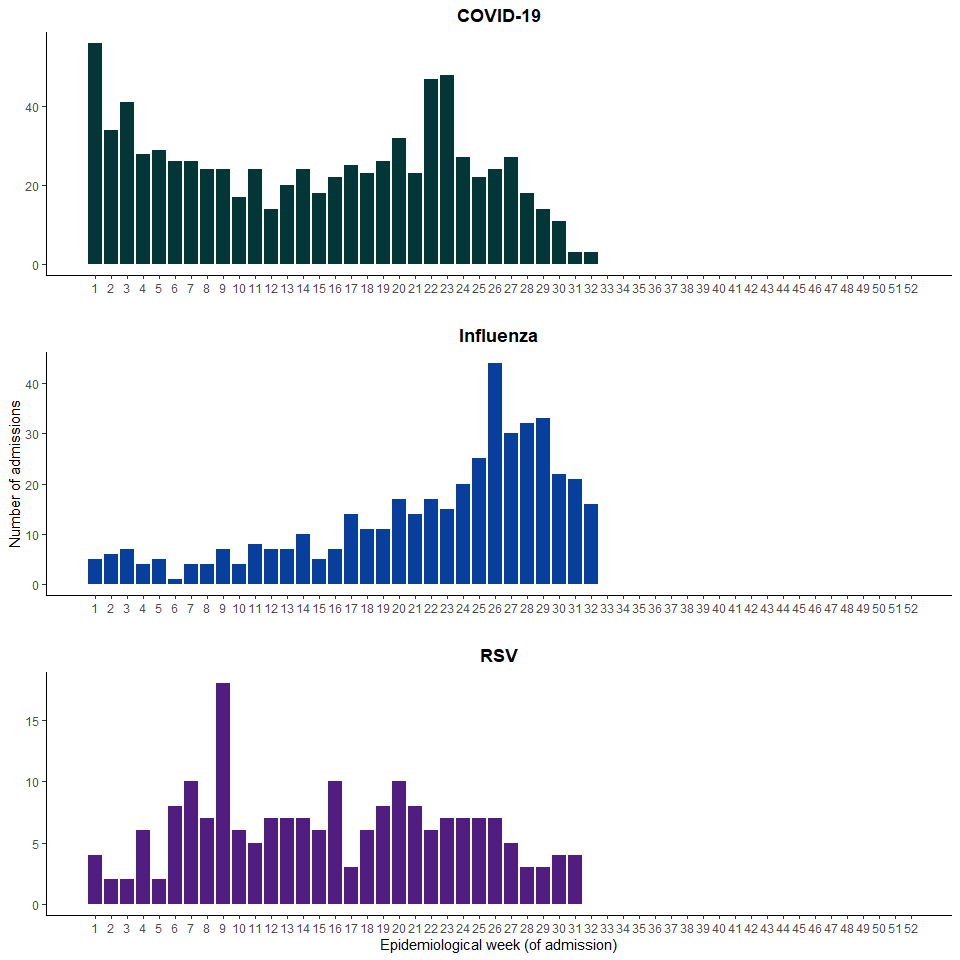 COVID-19
40
20
0
1 2 3 4 5 6 7 8 9 10 11 12 13 14 15 16 17 18 19 20 21 22 23 24 25 26 27 28 29 30 31 32 33 34 35 36 37 38 39 40 41 42 43 44 45 46 47 48 49 50 51 52
Influenza
Number of admissions
40
30
20
10
0
1 2 3 4 5 6 7 8 9 10 11 12 13 14 15 16 17 18 19 20 21 22 23 24 25 26 27 28 29 30 31 32 33 34 35 36 37 38 39 40 41 42 43 44 45 46 47 48 49 50 51 52
RSV
15
10
5
0
1 2 3 4 5 6 7 8 9 10 11 12 13 14 15 16 17 18 19 20 21 22 23 24 25 26 27 28 29 30 31 32 33 34 35 36 37 38 39 40 41 42 43 44 45 46 47 48 49 50 51 52
Epidemiological week (of admission)